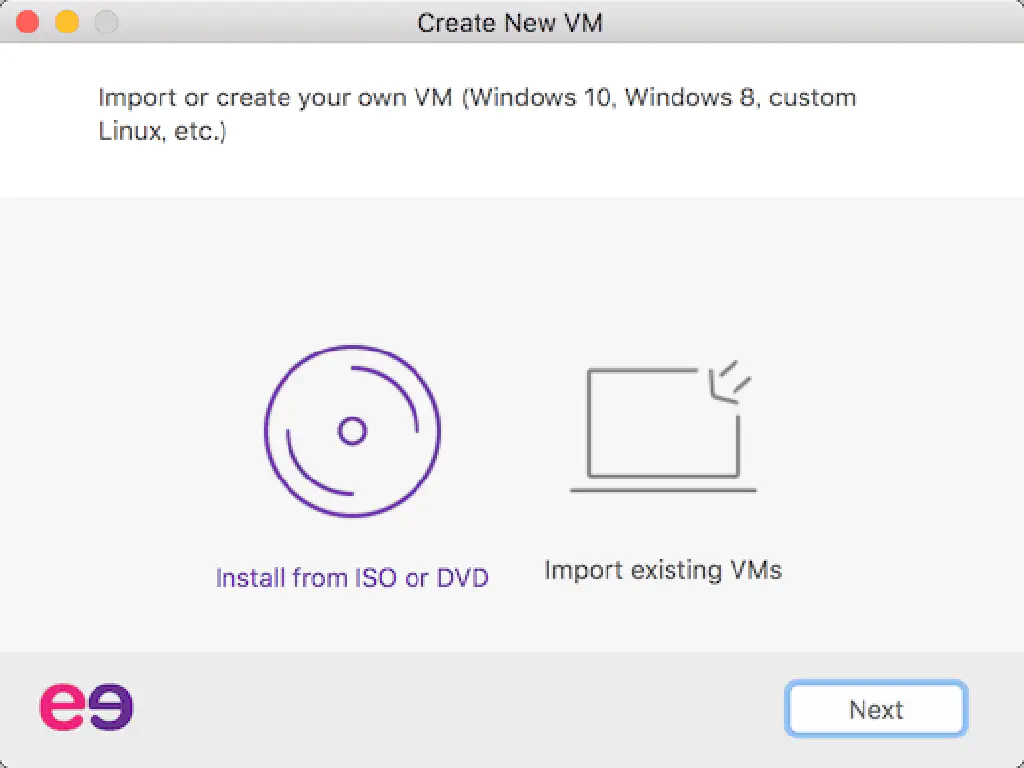 Create New VM
Import or create your own VM (Windows 10, Windows 8, custom
Linux, etc.)
Install from ISO or DVD
Import existing VMs
ee
Next